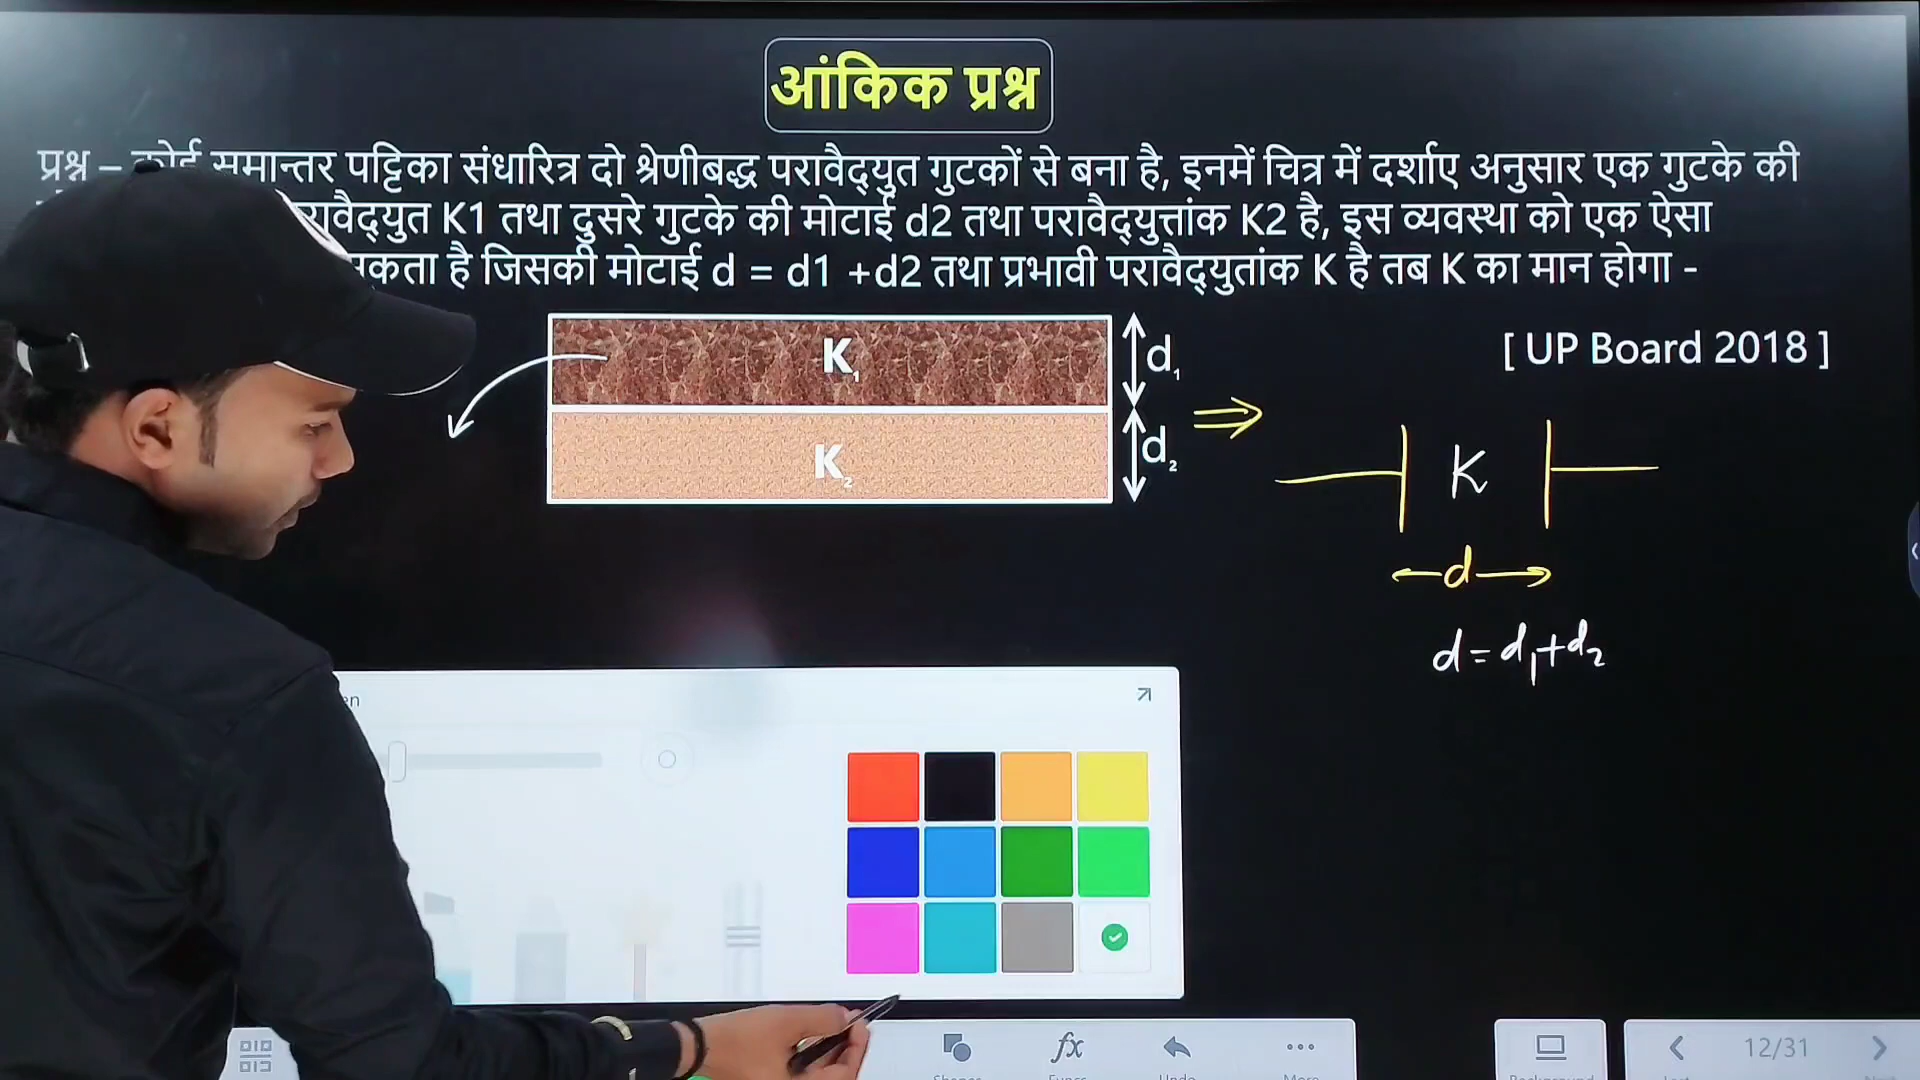 आंकिक प्रश्न
प्रश्न – कोई समान्तर पट्टिका संधारित्र दो श्रेणीबद्ध परावैद्युत गुटकों से बना है, इनमें चित्र में दर्शाए अनुसार एक गुटके की
K1 तथा दुसरे गुटके की मोटाई d2 तथा परावैद्युत्तांक K2 है, इस व्यवस्था को एक ऐसा
है जिसकी मोटाई d = d1 +d2 तथा प्रभावी परावैद्युतांक K है तब K का मान होगा -
[ UP Board 2018 ]
K₁
d₁
K₂
d₂
K
d
d=d₁+d₂
fx
12/31